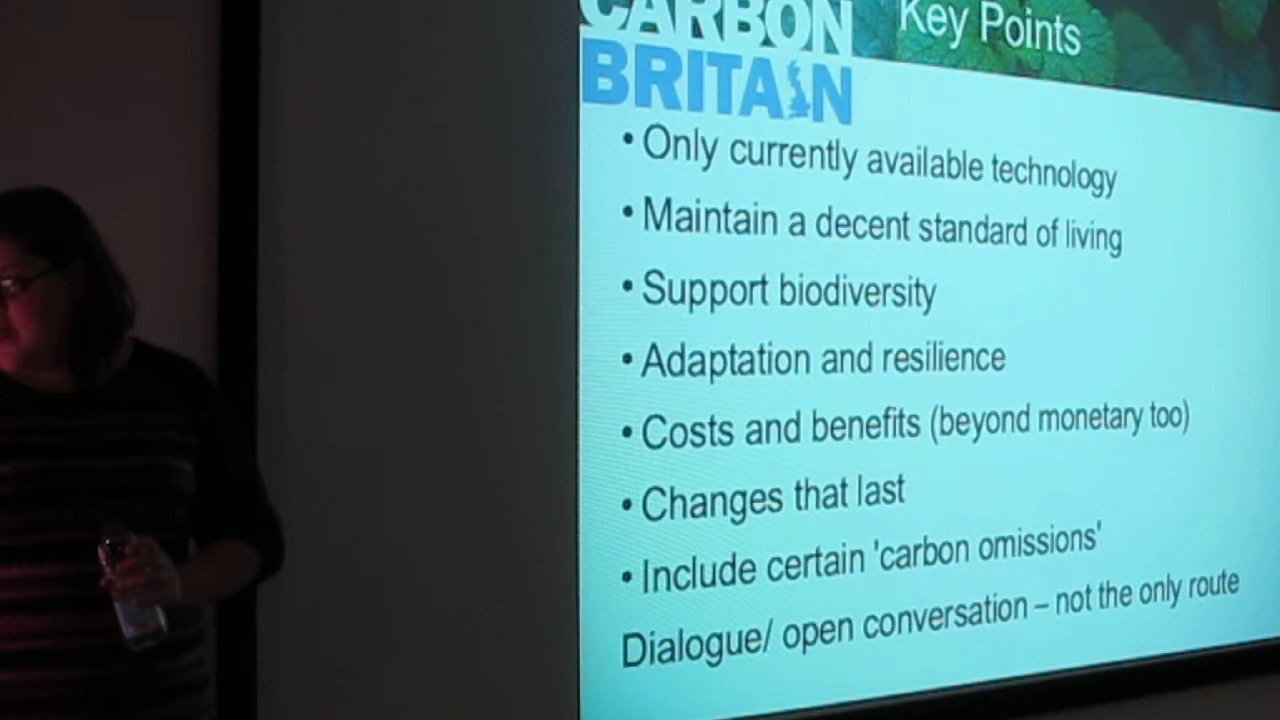 CARBON
BRITAIN
Key Points
• Only currently available technology
• Maintain a decent standard of living
• Support biodiversity
• Adaptation and resilience
• Costs and benefits (beyond monetary too)
• Changes that last
• Include certain 'carbon omissions'
Dialogue/ open conversation – not the only route